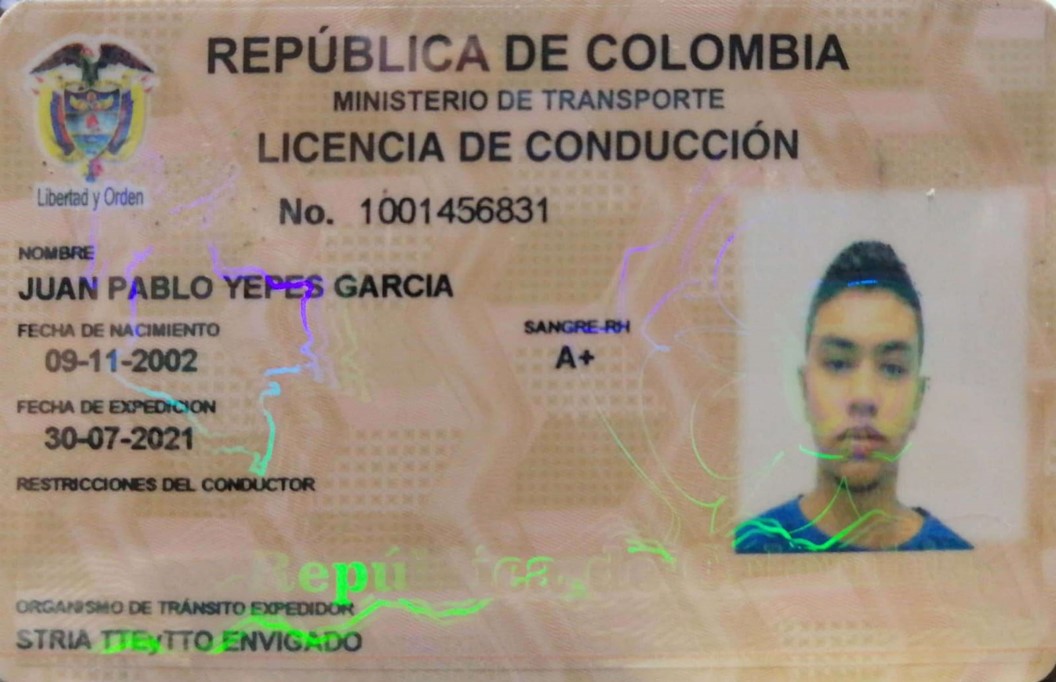 REPÚBLICA DE COLOMBIA
MINISTERIO DE TRANSPORTE
LICENCIA DE CONDUCCIÓN
Libertad y Orden
No. 1001456831
NOMBRE
JUAN PABLO YEPES GARCIA
FECHA DE NACIMIENTO
09-11-2002
SANGRE-RH
A+
FECHA DE EXPEDICION
30-07-2021
RESTRICCIONES DEL CONDUCTOR
República de
ORGANISMO DE TRÁNSITO EXPEDIDOR
STRIA TTEyTTO ENVIGADO